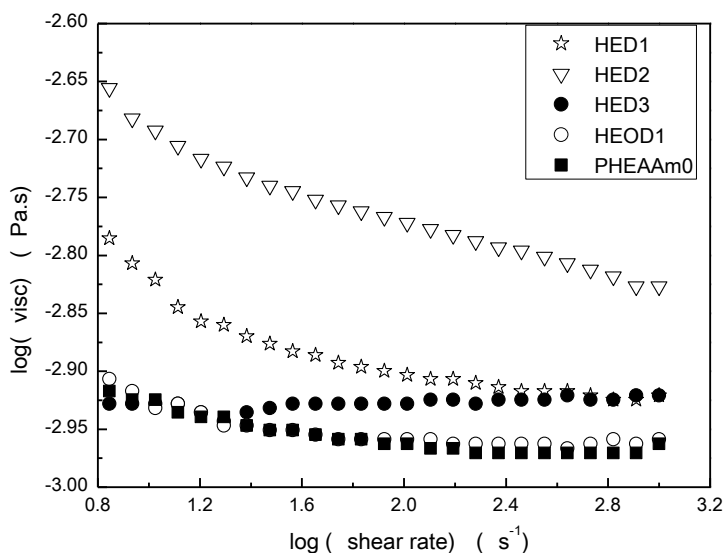 -2.60
-2.65
-2.70
-2.75
-2.80
-2.85
-2.90
-2.95
-3.00
log( visc) ( Pa.s)
HED1
HED2
HED3
HEOD1
PHEAAm0
0.8 1.2 1.6 2.0 2.4 2.8 3.2
log ( shear rate) ( s-1)